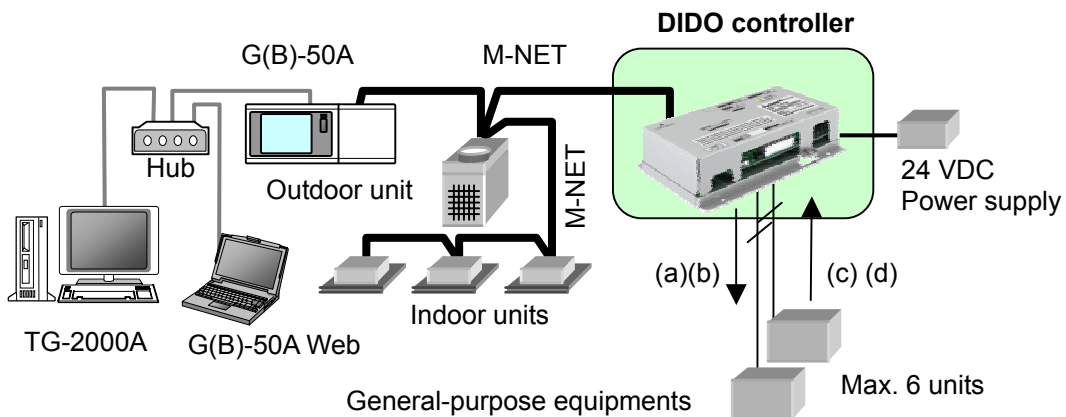 DIDO controller
G(B)-50A
M-NET
Hub
Outdoor unit
M-NET
24 VDC
Power supply
(a)(b)
(c) (d)
Indoor units
TG-2000A
G(B)-50A Web
Max. 6 units
General-purpose equipments